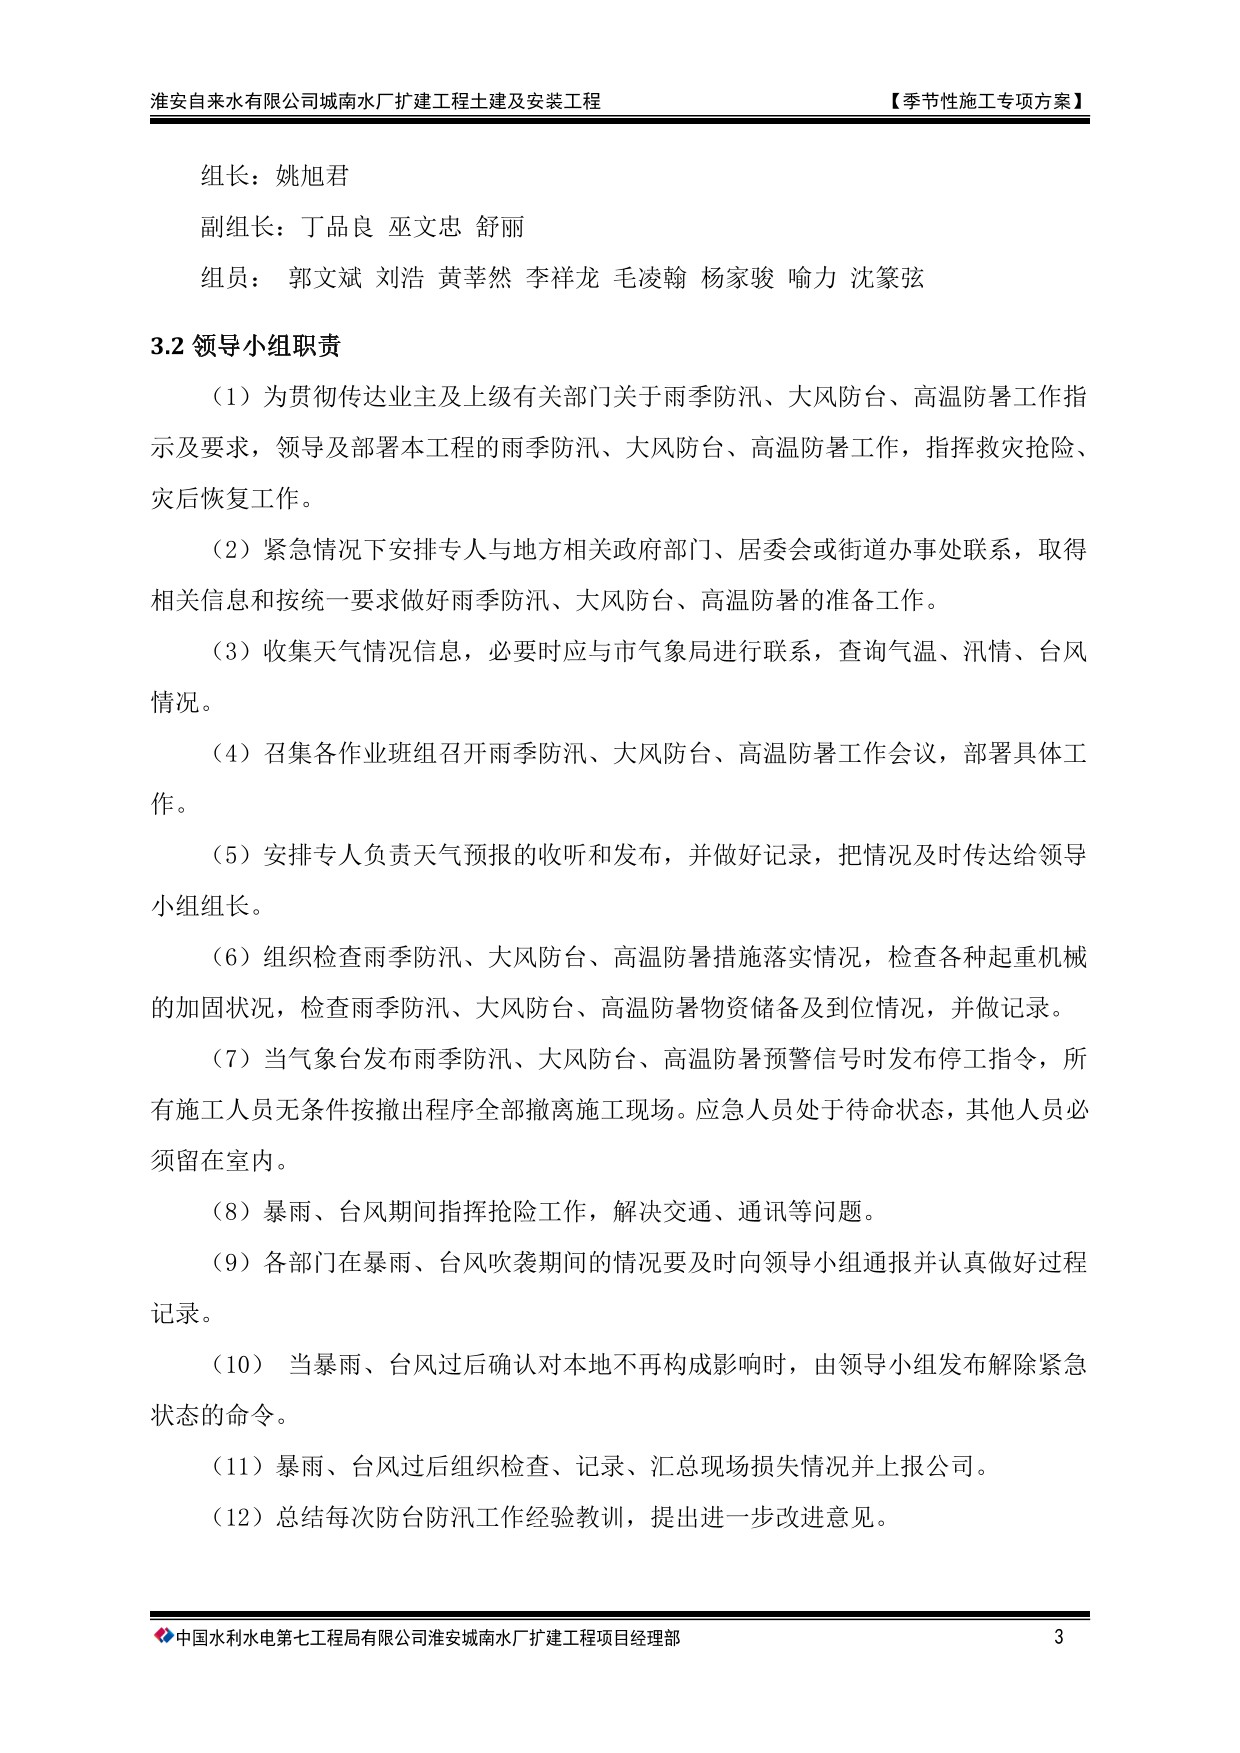 淮安自来水有限公司城南水厂扩建工程土建及安装工程 【季节性施工专项方案】
组长：姚旭君
副组长：丁品良 巫文忠 舒丽
组员： 郭文斌 刘浩 黄莘然 李祥龙 毛凌翰 杨家骏 喻力 沈篆弦
3.2 领导小组职责
（1）为贯彻传达业主及上级有关部门关于雨季防汛、大风防台、高温防暑工作指
示及要求，领导及部署本工程的雨季防汛、大风防台、高温防暑工作，指挥救灾抢险、
灾后恢复工作。
（2）紧急情况下安排专人与地方相关政府部门、居委会或街道办事处联系，取得
相关信息和按统一要求做好雨季防汛、大风防台、高温防暑的准备工作。
（3）收集天气情况信息，必要时应与市气象局进行联系，查询气温、汛情、台风
情况。
（4）召集各作业班组召开雨季防汛、大风防台、高温防暑工作会议，部署具体工
作。
（5）安排专人负责天气预报的收听和发布，并做好记录，把情况及时传达给领导
小组组长。
（6）组织检查雨季防汛、大风防台、高温防暑措施落实情况，检查各种起重机械
的加固状况，检查雨季防汛、大风防台、高温防暑物资储备及到位情况，并做记录。
（7）当气象台发布雨季防汛、大风防台、高温防暑预警信号时发布停工指令，所
有施工人员无条件按撤出程序全部撤离施工现场。应急人员处于待命状态，其他人员必
须留在室内。
（8）暴雨、台风期间指挥抢险工作，解决交通、通讯等问题。
（9）各部门在暴雨、台风吹袭期间的情况要及时向领导小组通报并认真做好过程
记录。
（10） 当暴雨、台风过后确认对本地不再构成影响时，由领导小组发布解除紧急
状态的命令。
（11）暴雨、台风过后组织检查、记录、汇总现场损失情况并上报公司。
（12）总结每次防台防汛工作经验教训，提出进一步改进意见。
中国水利水电第七工程局有限公司淮安城南水厂扩建工程项目经理部 3